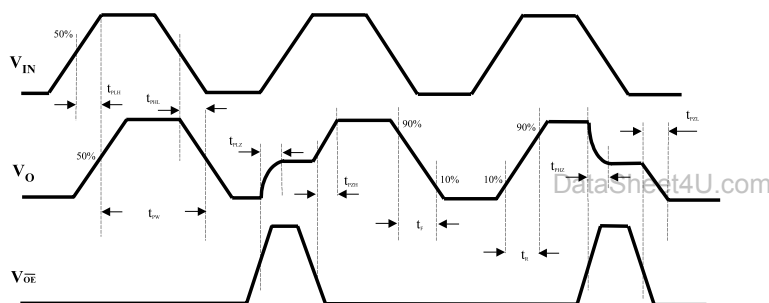 50%
V_IN
t_PLH
t_PHL
t_PLZ
t_PZL
90%
90%
50%
V_O
10%
10%
t_PZH
t_PHZ
DataSheet4U.com
t_PW
t_F
t_R
V_O̅E̅